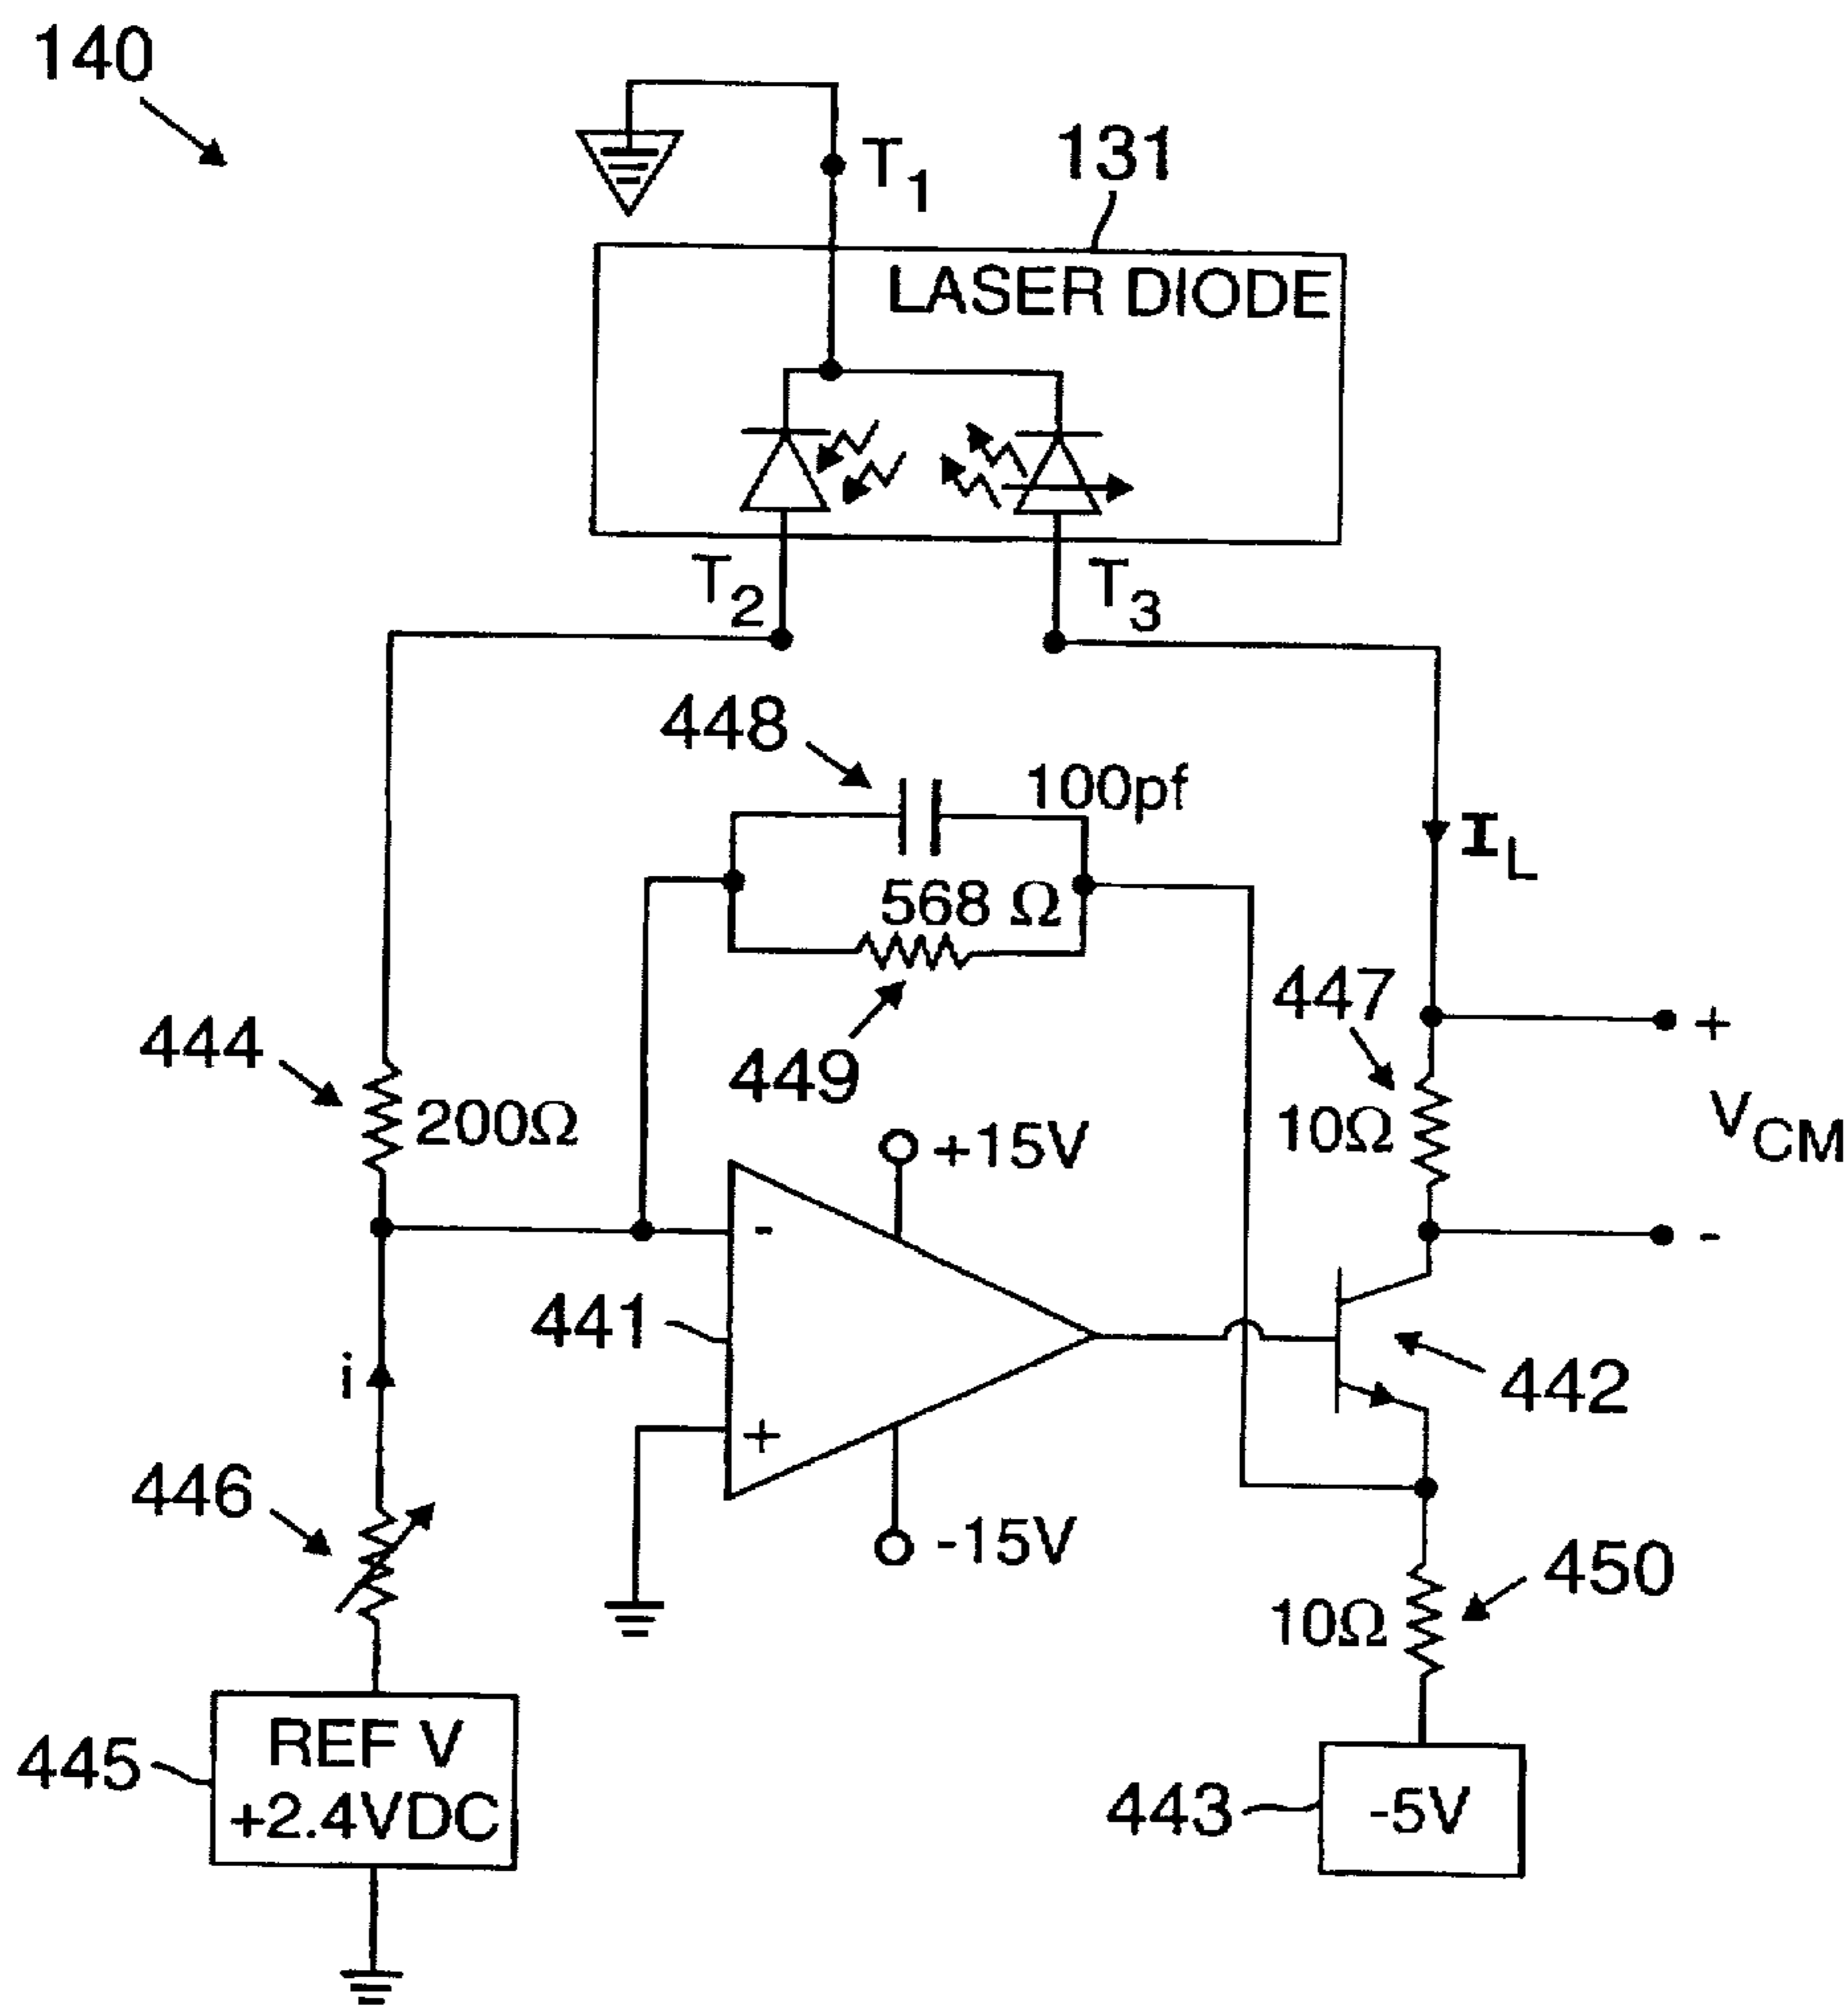 140
T1
131
LASER DIODE
T2
T3
448
100pf
IL
568 Ω
447
444
449
200Ω
+15V
10Ω
+
VCM
-
-
441
i
+
442
446
-15V
450
10Ω
445
REF V
+2.4VDC
443
-5V